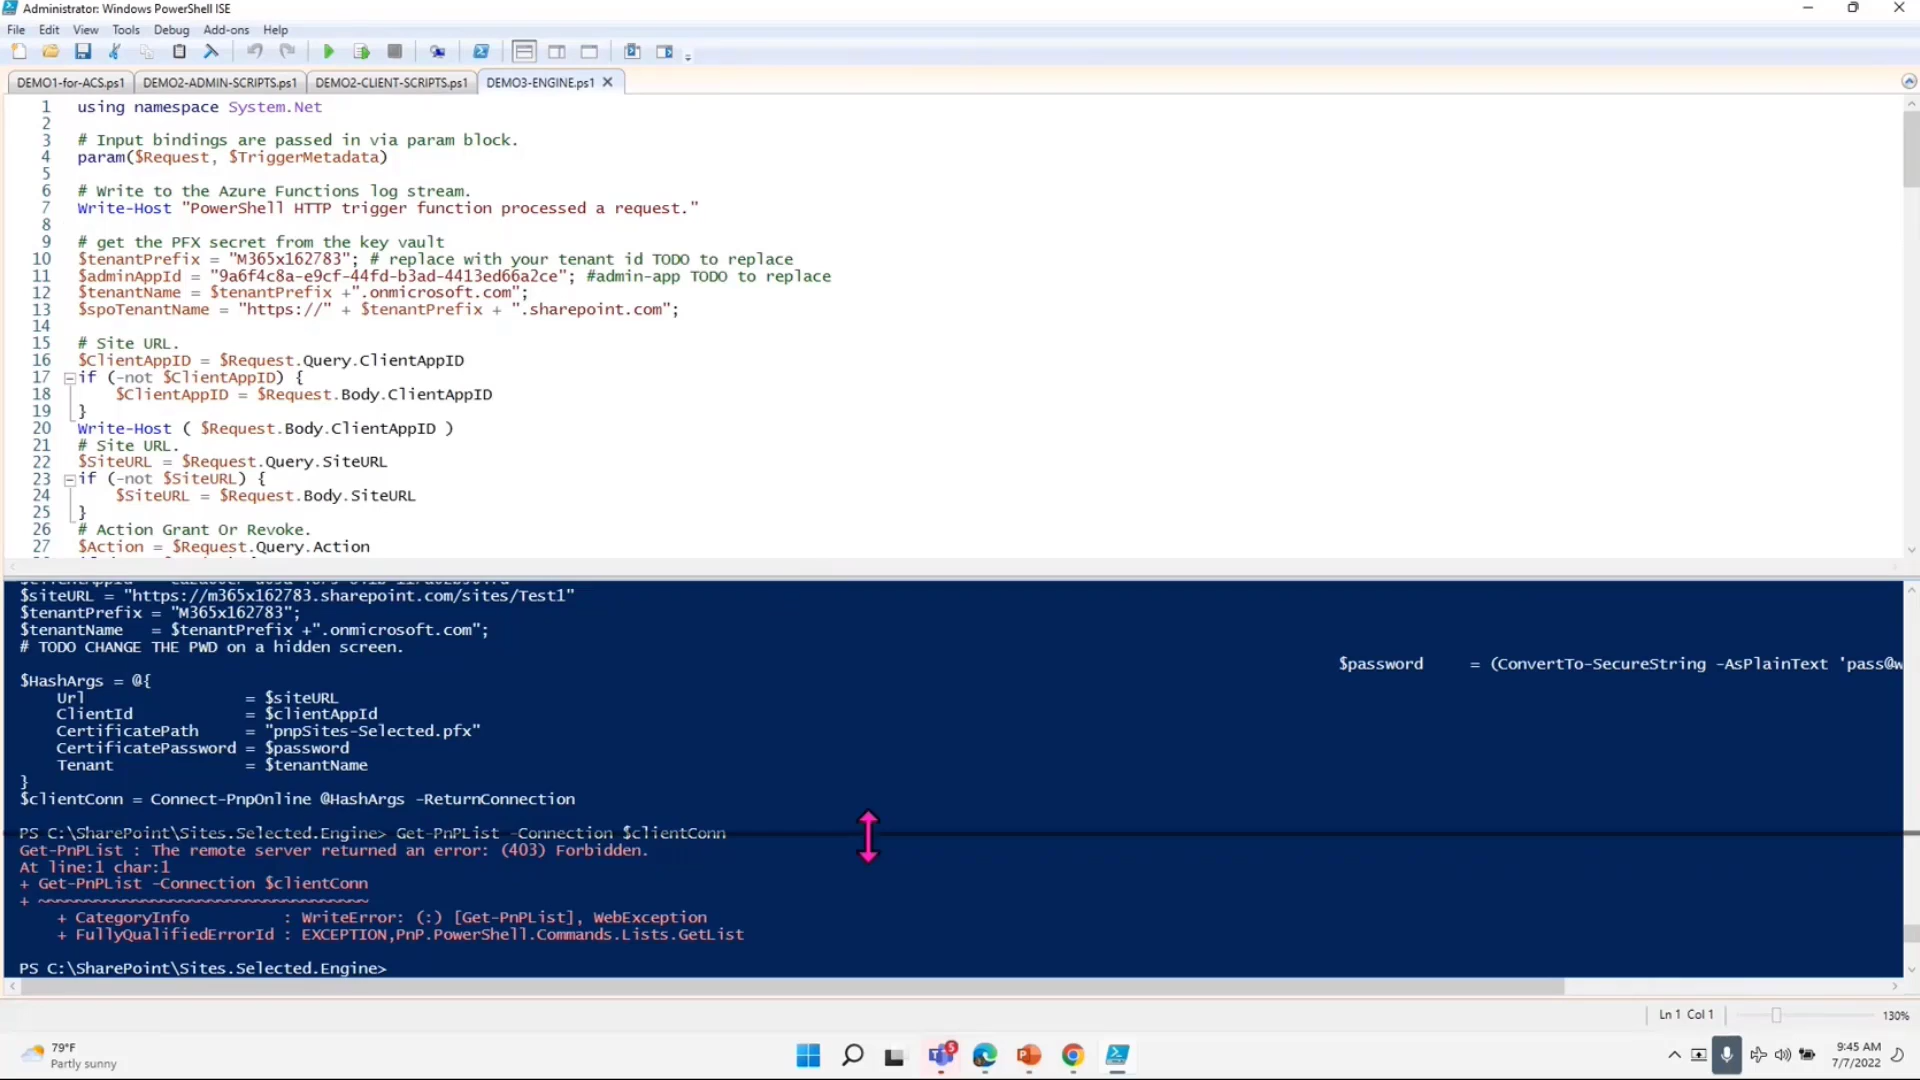 Administrator: Windows PowerShell ISE
File Edit View Tools Debug Add-ons Help
DEMO1-for-ACS.ps1 DEMO2-ADMIN-SCRIPTS.ps1 DEMO2-CLIENT-SCRIPTS.ps1 DEMO3-ENGINE.ps1
1 using namespace System.Net
2
3 # Input bindings are passed in via param block.
4 param($Request, $TriggerMetadata)
5
6 # Write to the Azure Functions log stream.
7 Write-Host "PowerShell HTTP trigger function processed a request."
8
9 # get the PFX secret from the key vault
10 $tenantPrefix = "M365x162783"; # replace with your tenant id TODO to replace
11 $adminAppId = "9a6f4c8a-e9cf-44fd-b3ad-4413ed66a2ce"; #admin-app TODO to replace
12 $tenantName = $tenantPrefix +".onmicrosoft.com";
13 $spoTenantName = "https://" + $tenantPrefix + ".sharepoint.com";
14
15 # Site URL.
16 $ClientAppID = $Request.Query.ClientAppID
17 if (-not $ClientAppID) {
18 $ClientAppID = $Request.Body.ClientAppID
19 }
20 Write-Host ( $Request.Body.ClientAppID )
21 # Site URL.
22 $SiteURL = $Request.Query.SiteURL
23 if (-not $SiteURL) {
24 $SiteURL = $Request.Body.SiteURL
25 }
26 # Action Grant Or Revoke.
27 $Action = $Request.Query.Action
$siteURL = "https://m365x162783.sharepoint.com/sites/Test1"
$tenantPrefix = "M365x162783";
$tenantName = $tenantPrefix +".onmicrosoft.com";
# TODO CHANGE THE PWD on a hidden screen.
$password = (ConvertTo-SecureString -AsPlainText 'pass@w
$HashArgs = @{
Url = $siteURL
ClientId = $clientAppId
CertificatePath = "pnpSites-Selected.pfx"
CertificatePassword = $password
Tenant = $tenantName
}
$clientConn = Connect-PnpOnline @HashArgs -ReturnConnection
PS C:\SharePoint\Sites.Selected.Engine> Get-PnPList -Connection $clientConn
Get-PnPList : The remote server returned an error: (403) Forbidden.
At line:1 char:1
+ Get-PnPList -Connection $clientConn
+ ~~~~~~~~~~~~~~~~~~~~~~~~~~~~~~~~~~~
+ CategoryInfo : WriteError: (:) [Get-PnPList], WebException
+ FullyQualifiedErrorId : EXCEPTION,PnP.PowerShell.Commands.Lists.GetList
PS C:\SharePoint\Sites.Selected.Engine>
Ln 1 Col 1 130%
79°F
Partly sunny
5
9:45 AM
7/7/2022